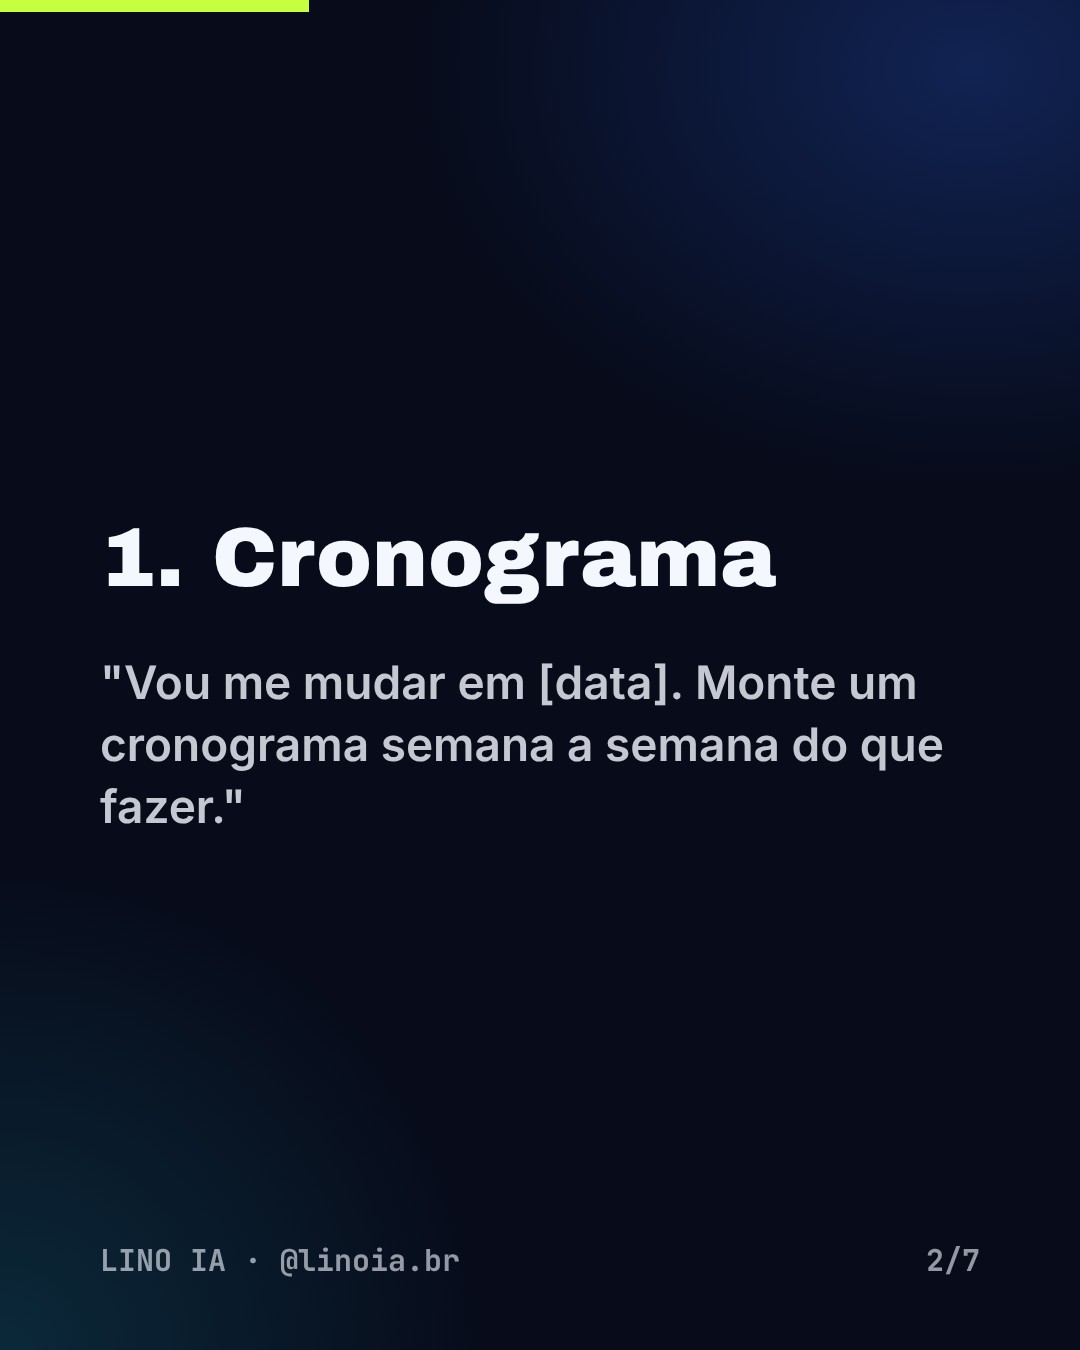 1. Cronograma
"Vou me mudar em [data]. Monte um
cronograma semana a semana do que
fazer."
LINO IA · @linoia.br
2/7